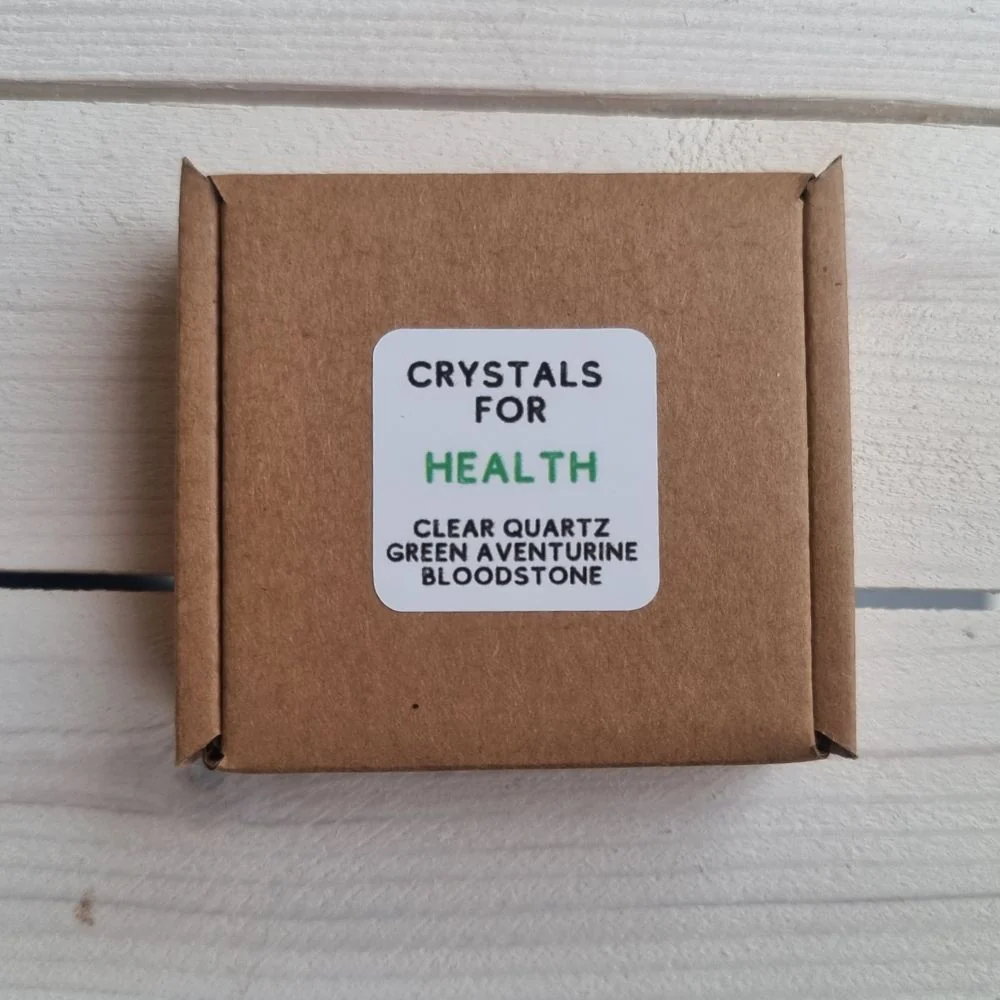 CRYSTALS
FOR
HEALTH
CLEAR QUARTZ
GREEN AVENTURINE
BLOODSTONE